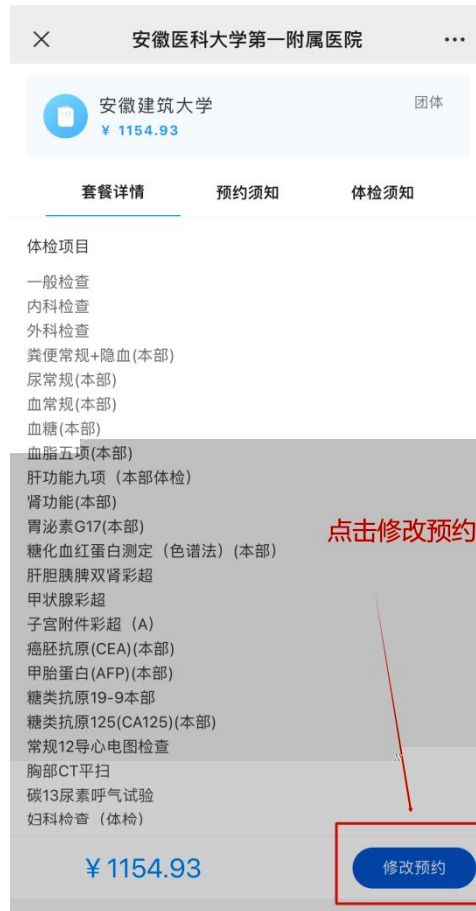 安徽医科大学第一附属医院
安徽建筑大学
团体
¥ 1154.93
套餐详情 预约须知 体检须知
体检项目
一般检查
内科检查
外科检查
粪便常规+隐血(本部)
尿常规(本部)
血常规(本部)
血糖(本部)
血脂五项(本部)
肝功能九项（本部体检）
肾功能(本部)
胃泌素G17(本部)
点击修改预约
糖化血红蛋白测定（色谱法）(本部)
肝胆胰脾双肾彩超
甲状腺彩超
子宫附件彩超（A）
癌胚抗原(CEA)(本部)
甲胎蛋白(AFP)(本部)
糖类抗原19-9本部
糖类抗原125(CA125)(本部)
常规12导心电图检查
胸部CT平扫
碳13尿素呼气试验
妇科检查（体检）
¥ 1154.93
修改预约